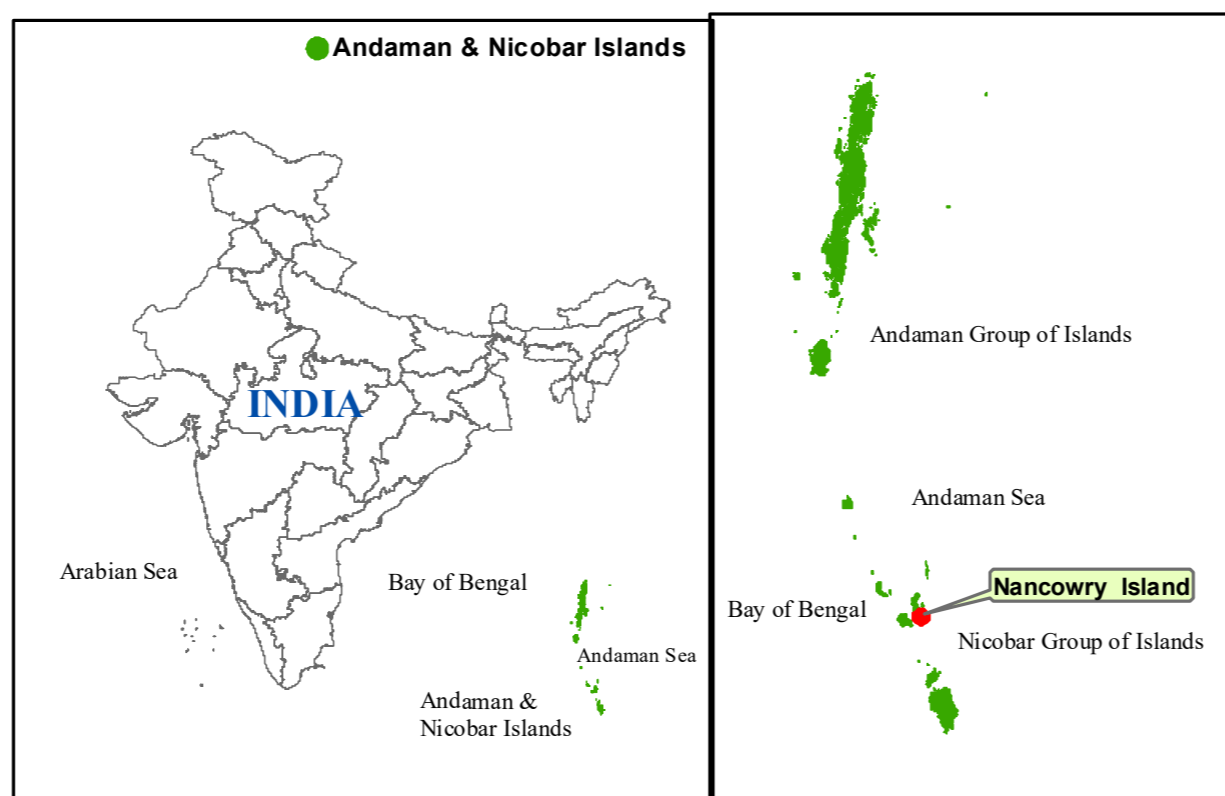 Andaman & Nicobar Islands
INDIA
Arabian Sea
Bay of Bengal
Andaman Sea
Andaman &
Nicobar Islands
Andaman Group of Islands
Andaman Sea
Nancowry Island
Bay of Bengal
Nicobar Group of Islands